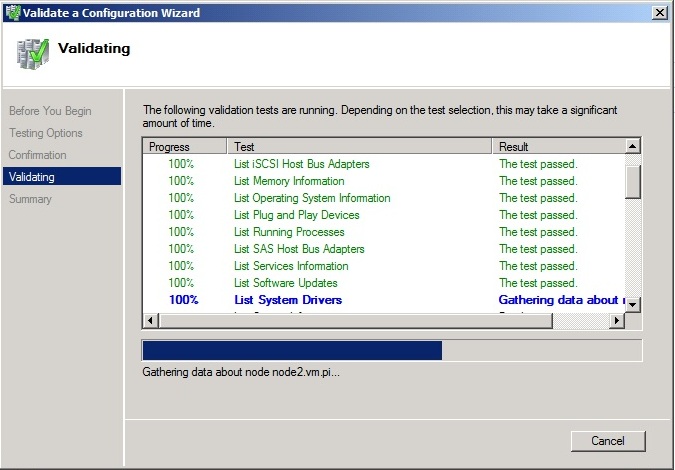 Validate a Configuration Wizard
Validating
Before You Begin
Testing Options
Confirmation
Validating
Summary
The following validation tests are running. Depending on the test selection, this may take a significant
amount of time.
Progress Test Result
100% List iSCSI Host Bus Adapters The test passed.
100% List Memory Information The test passed.
100% List Operating System Information The test passed.
100% List Plug and Play Devices The test passed.
100% List Running Processes The test passed.
100% List SAS Host Bus Adapters The test passed.
100% List Services Information The test passed.
100% List Software Updates The test passed.
100% List System Drivers Gathering data about
Gathering data about node node2.vm.pi...
Cancel